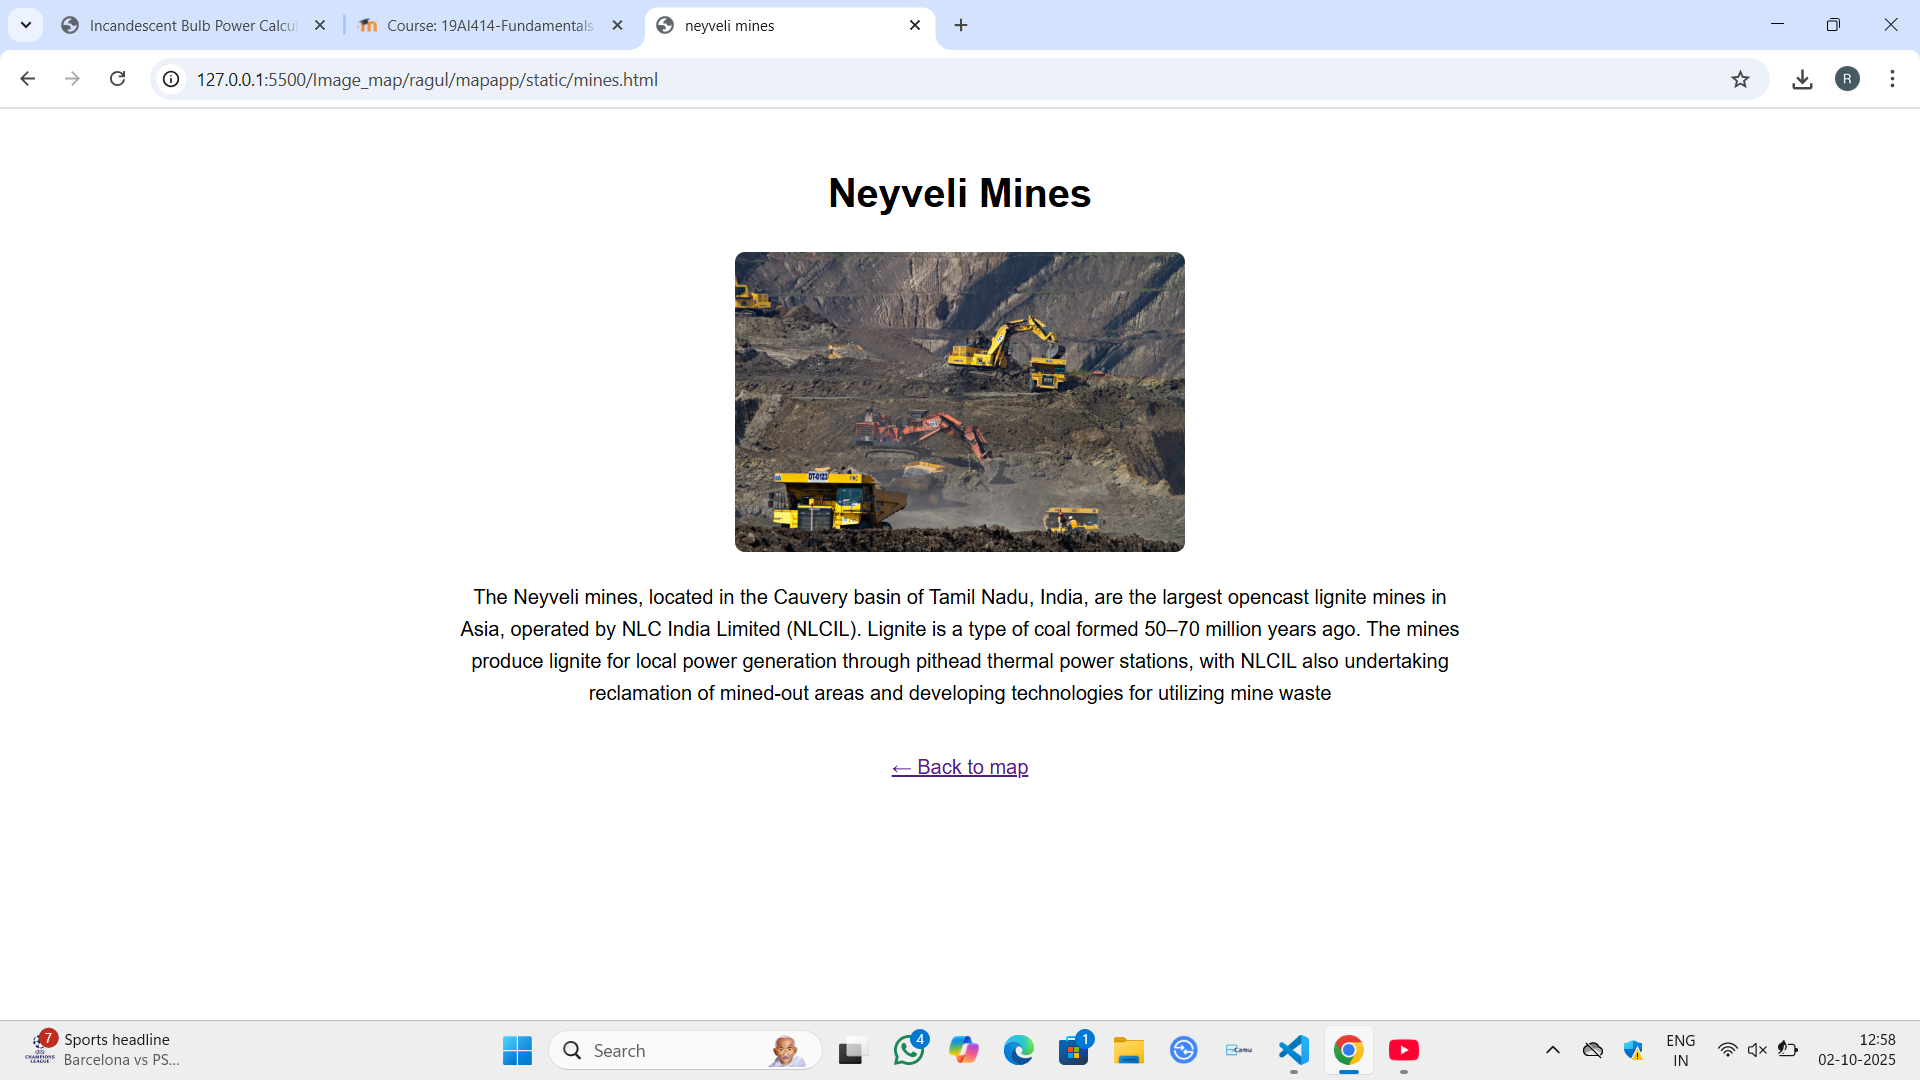 Incandescent Bulb Power Calcul
Course: 19AI414-Fundamentals
neyveli mines
127.0.0.1:5500/Image_map/ragul/mapapp/static/mines.html
R
Neyveli Mines
DT-0123
The Neyveli mines, located in the Cauvery basin of Tamil Nadu, India, are the largest opencast lignite mines in
Asia, operated by NLC India Limited (NLCIL). Lignite is a type of coal formed 50–70 million years ago. The mines
produce lignite for local power generation through pithead thermal power stations, with NLCIL also undertaking
reclamation of mined-out areas and developing technologies for utilizing mine waste
← Back to map
7
Sports headline
Barcelona vs PS...
CHAMPIONS
LEAGUE
Search
4
1
Camu
ENG
IN
12:58
02-10-2025